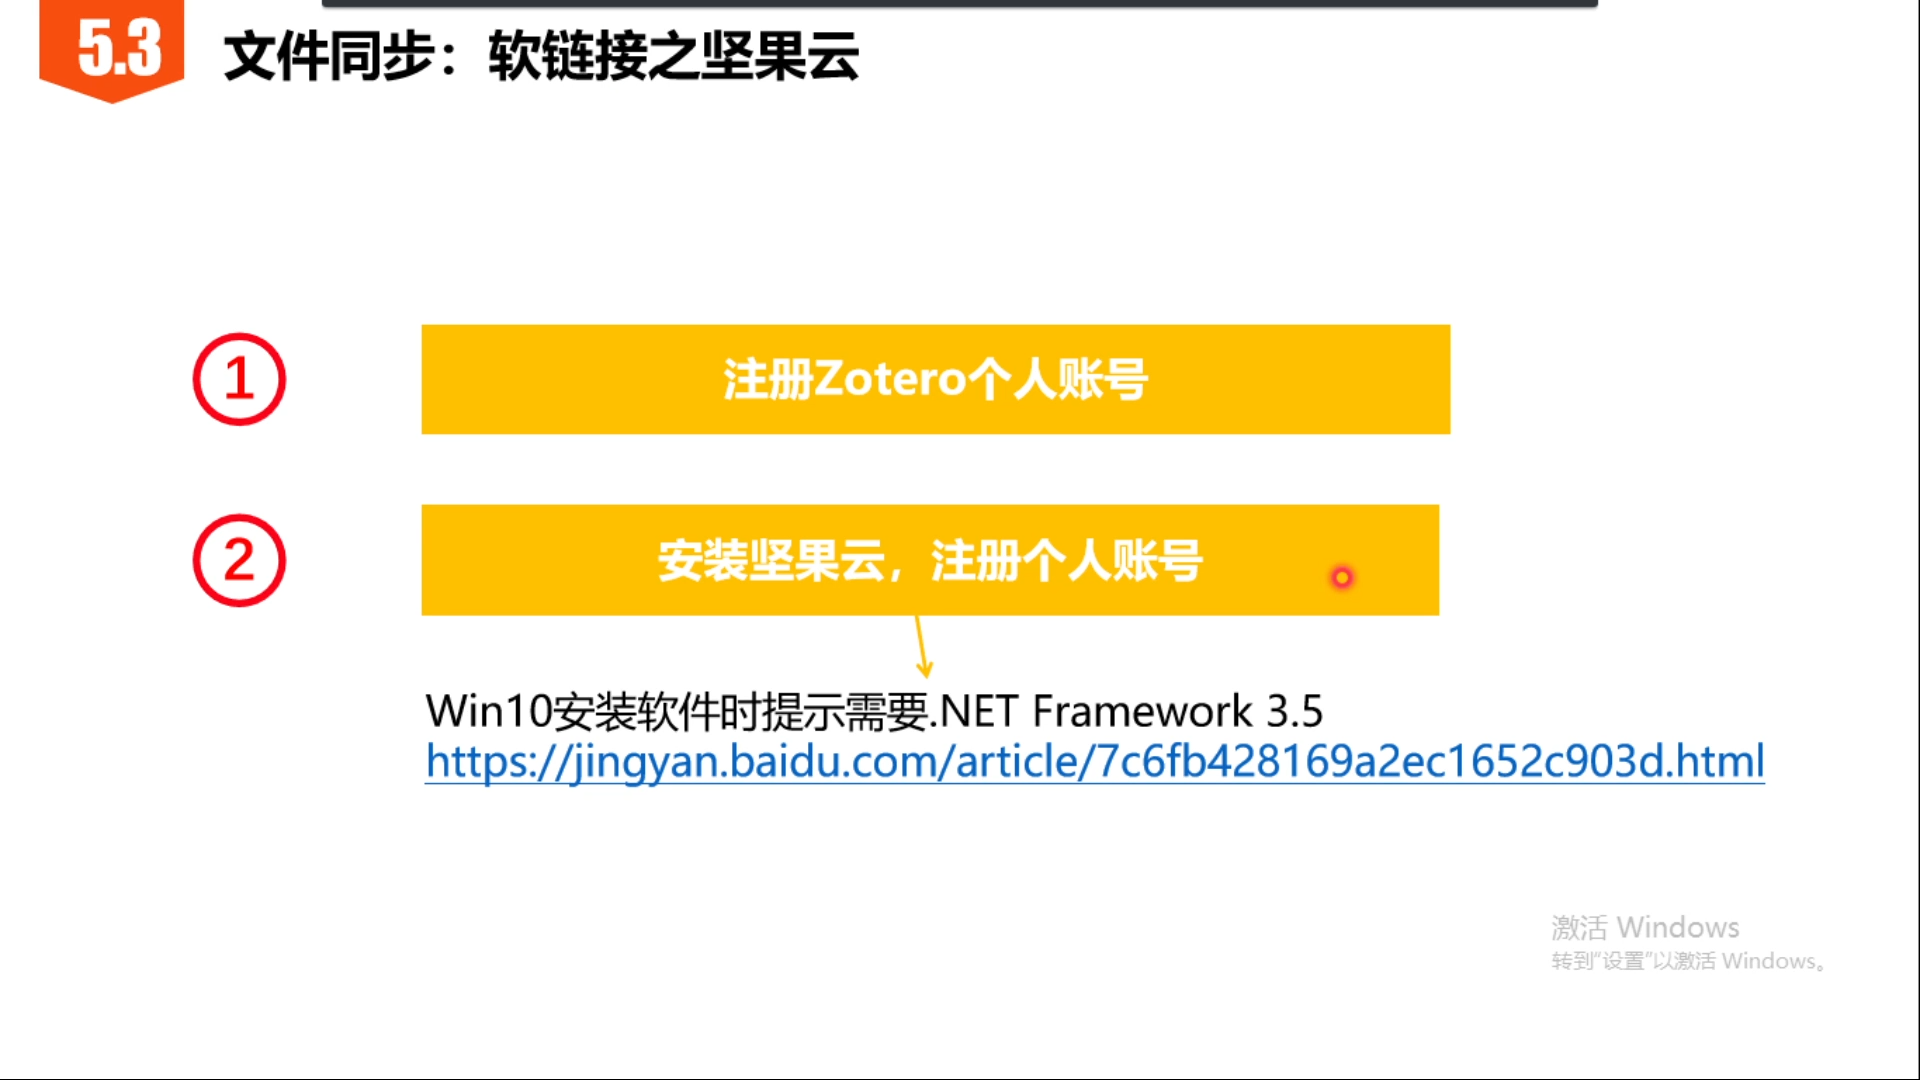 5.3
文件同步：软链接之坚果云
1
注册Zotero个人账号
2
安装坚果云，注册个人账号
Win10安装软件时提示需要.NET Framework 3.5
https://jingyan.baidu.com/article/7c6fb428169a2ec1652c903d.html
激活 Windows
转到“设置”以激活 Windows。